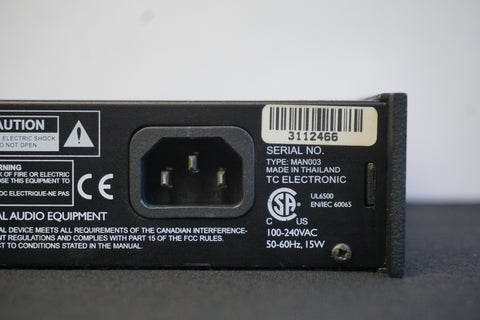 CAUTION
ELECTRIC SHOCK
DO NOT OPEN
WARNING
OF FIRE OR ELECTRIC
SE THIS EQUIPMENT TO
DC ELECTRIQUE-NE PAS
CE
AL AUDIO EQUIPMENT
AL DEVICE MEETS ALL REQUIREMENTS OF THE CANADIAN INTERFERENCE-
NT REGULATIONS AND COMPLIES WITH PART 15 OF THE FCC RULES.
CT TO CONDITIONS STATED IN THE MANUAL.
3112466
SERIAL NO.
TYPE: MAN003
MADE IN THAILAND
TC ELECTRONIC
SA
C US
UL6500
EN/IEC 60065
100-240VAC
50-60Hz, 15W